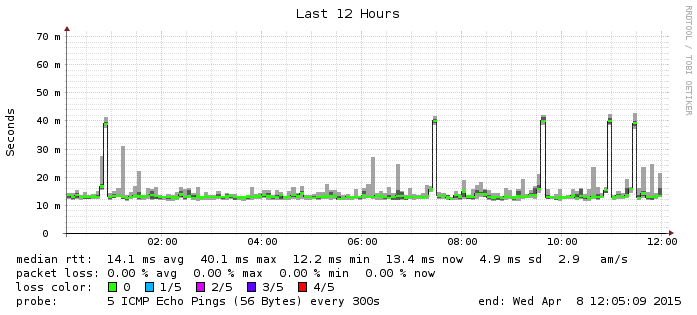 Last 12 Hours
RRDTOOL / TOBI OETIKER
Seconds
70 m
60 m
50 m
40 m
30 m
20 m
10 m
0
02:00 04:00 06:00 08:00 10:00 12:00
median rtt: 14.1 ms avg 40.1 ms max 12.2 ms min 13.4 ms now 4.9 ms sd 2.9 am/s
packet loss: 0.00 % avg 0.00 % max 0.00 % min 0.00 % now
loss color: 0 1/5 2/5 3/5 4/5
probe: 5 ICMP Echo Pings (56 Bytes) every 300s end: Wed Apr 8 12:05:09 2015